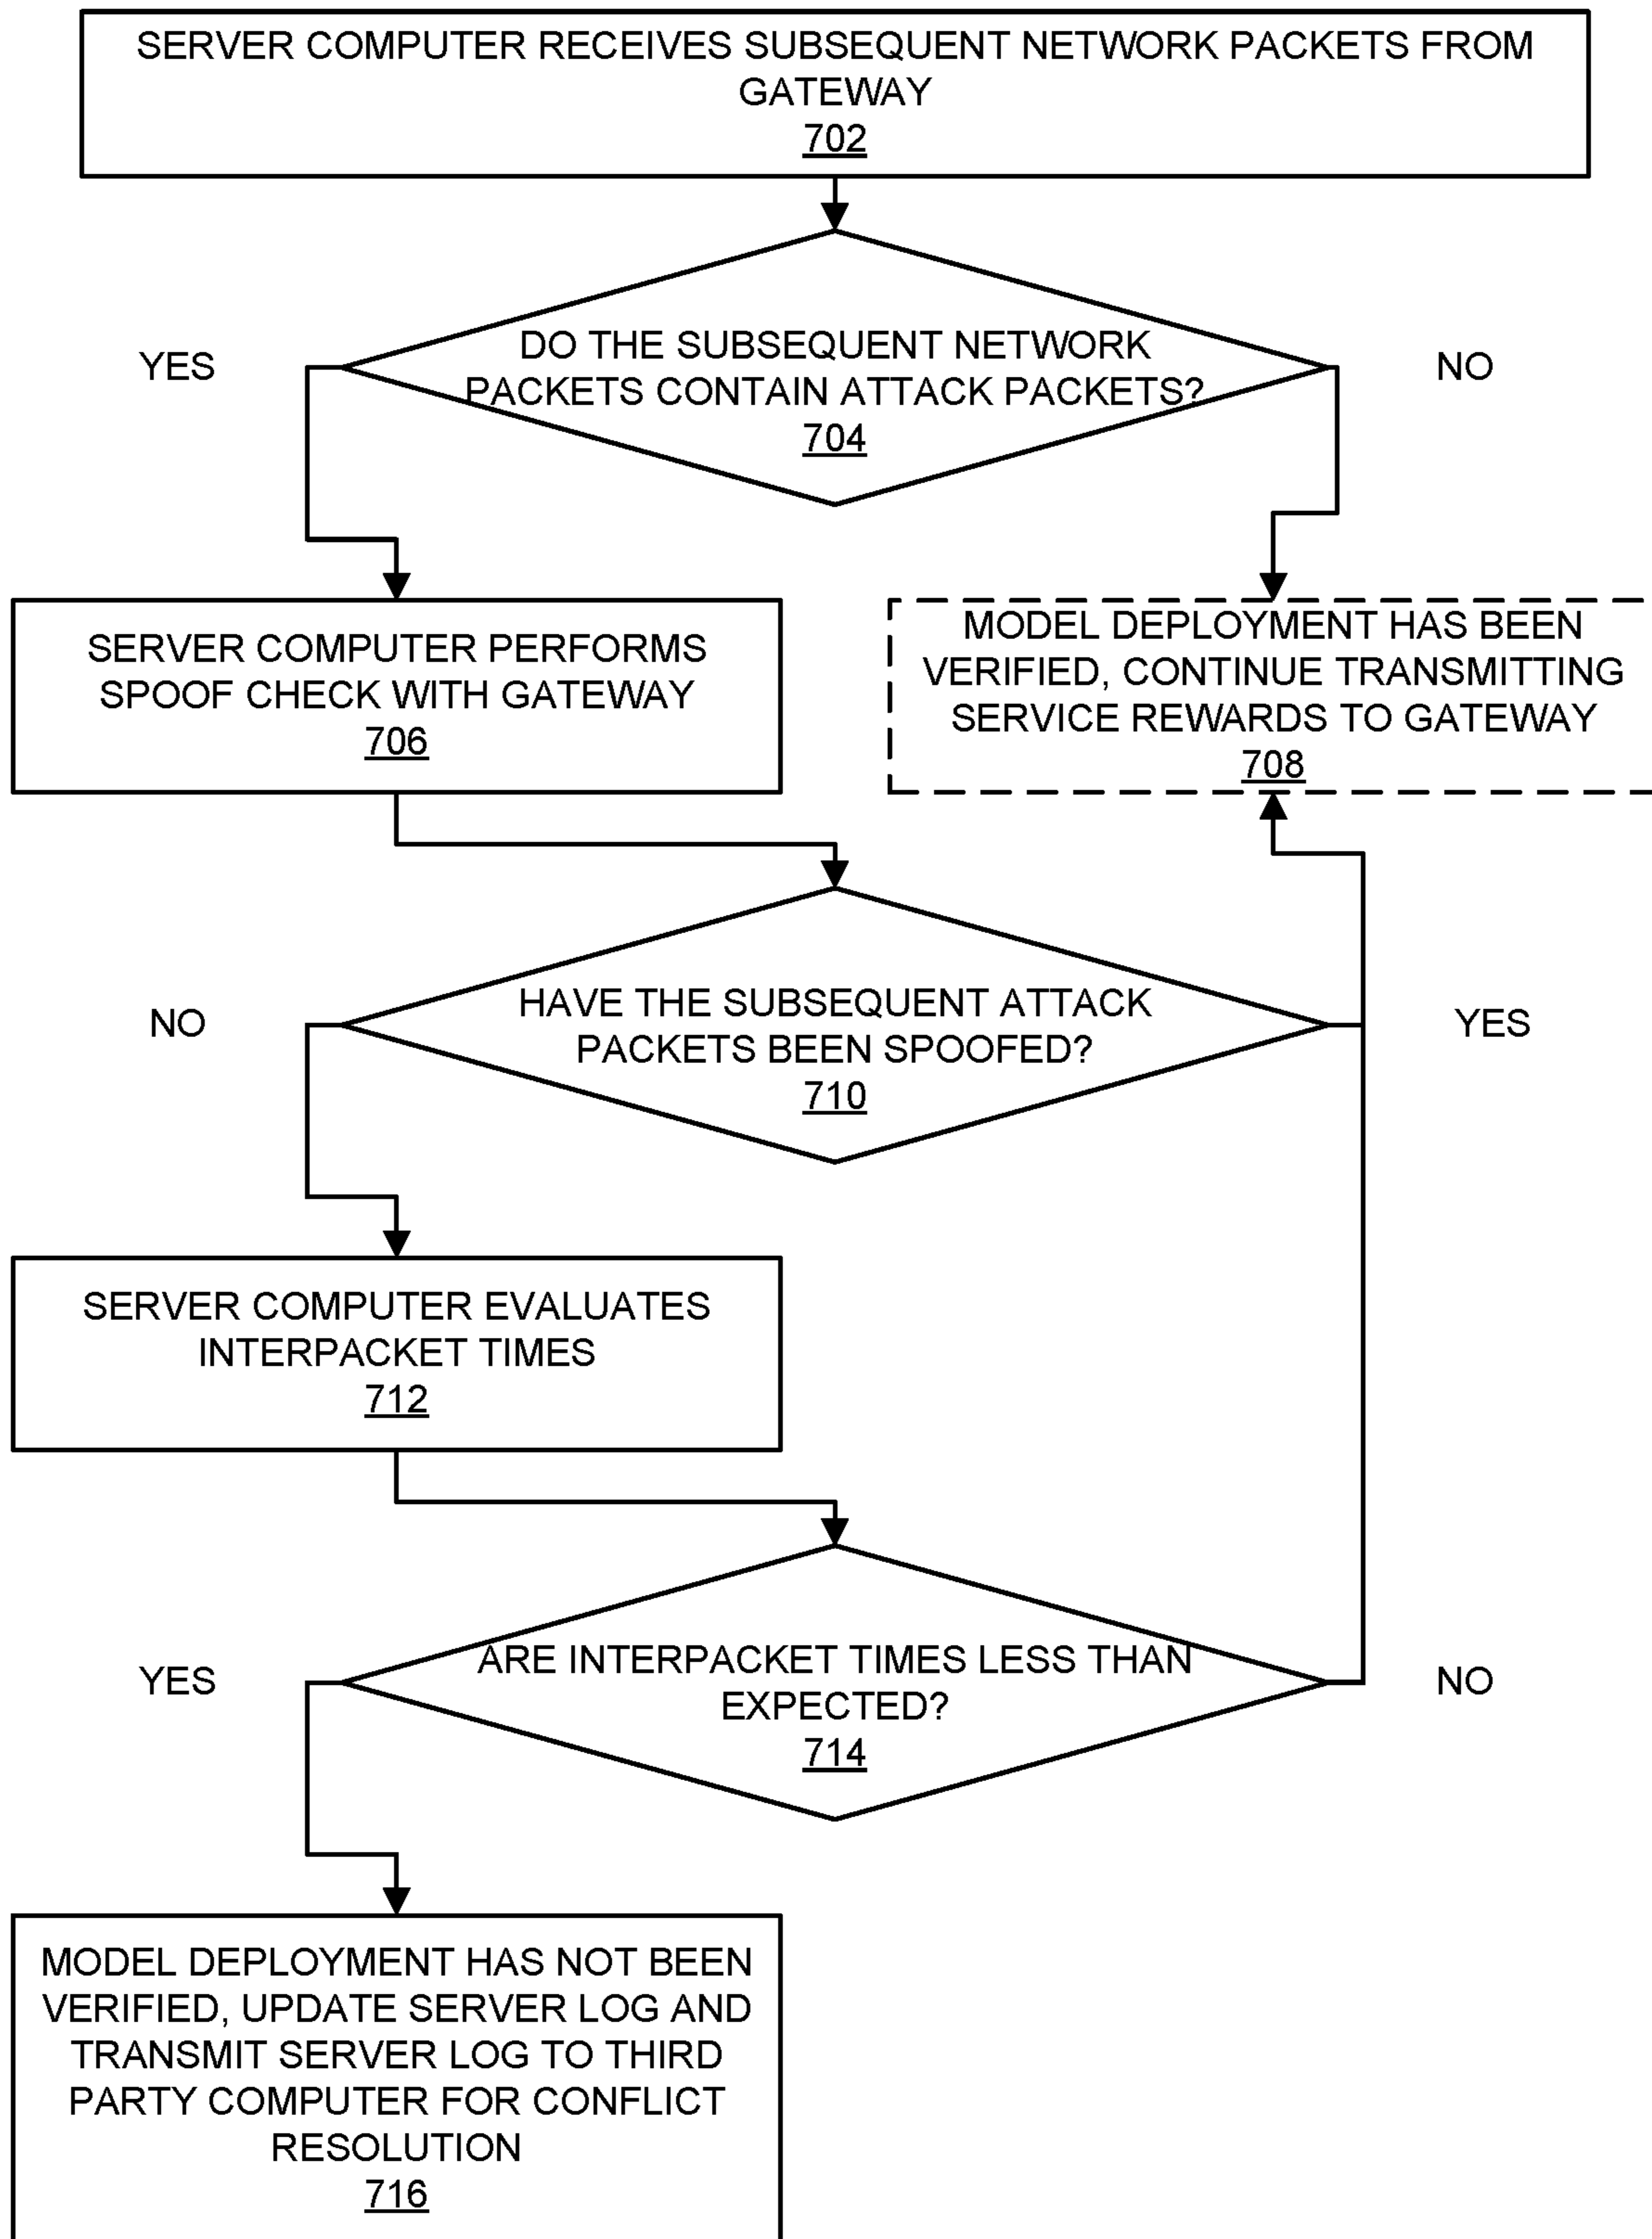 SERVER COMPUTER RECEIVES SUBSEQUENT NETWORK PACKETS FROM
GATEWAY
702
DO THE SUBSEQUENT NETWORK
PACKETS CONTAIN ATTACK PACKETS?
704
YES
NO
SERVER COMPUTER PERFORMS
SPOOF CHECK WITH GATEWAY
706
MODEL DEPLOYMENT HAS BEEN
VERIFIED, CONTINUE TRANSMITTING
SERVICE REWARDS TO GATEWAY
708
HAVE THE SUBSEQUENT ATTACK
PACKETS BEEN SPOOFED?
710
NO
YES
SERVER COMPUTER EVALUATES
INTERPACKET TIMES
712
ARE INTERPACKET TIMES LESS THAN
EXPECTED?
714
YES
NO
MODEL DEPLOYMENT HAS NOT BEEN
VERIFIED, UPDATE SERVER LOG AND
TRANSMIT SERVER LOG TO THIRD
PARTY COMPUTER FOR CONFLICT
RESOLUTION
716